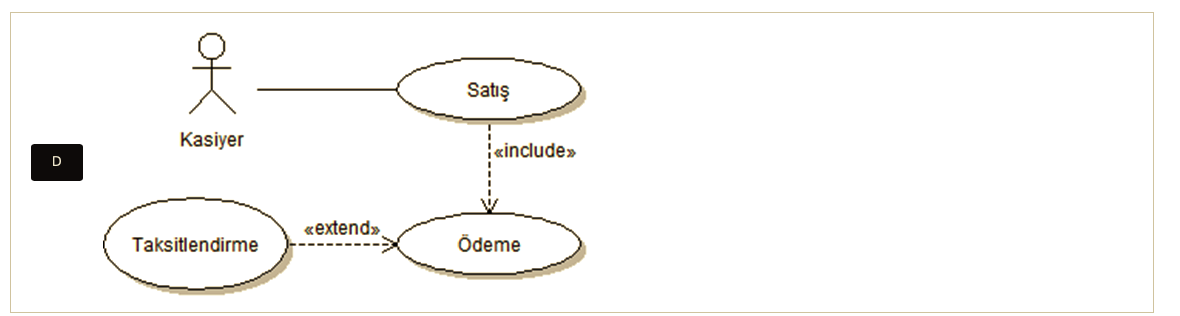 Satış
Kasiyer
«include»
D
«extend»
Taksitlendirme
Ödeme